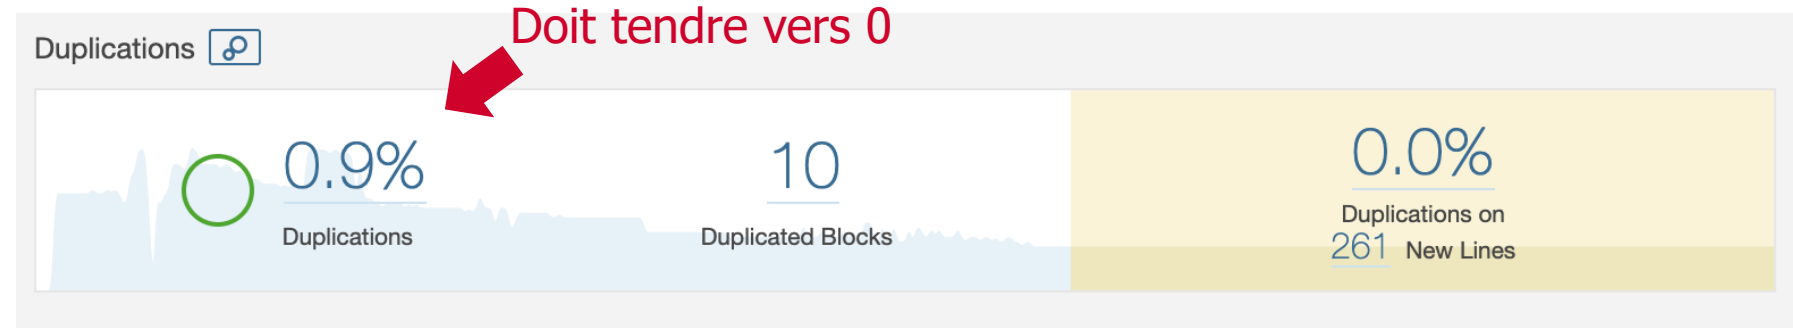 Doit tendre vers 0
Duplications
0.9%
Duplications
10
Duplicated Blocks
0.0%
Duplications on
261 New Lines